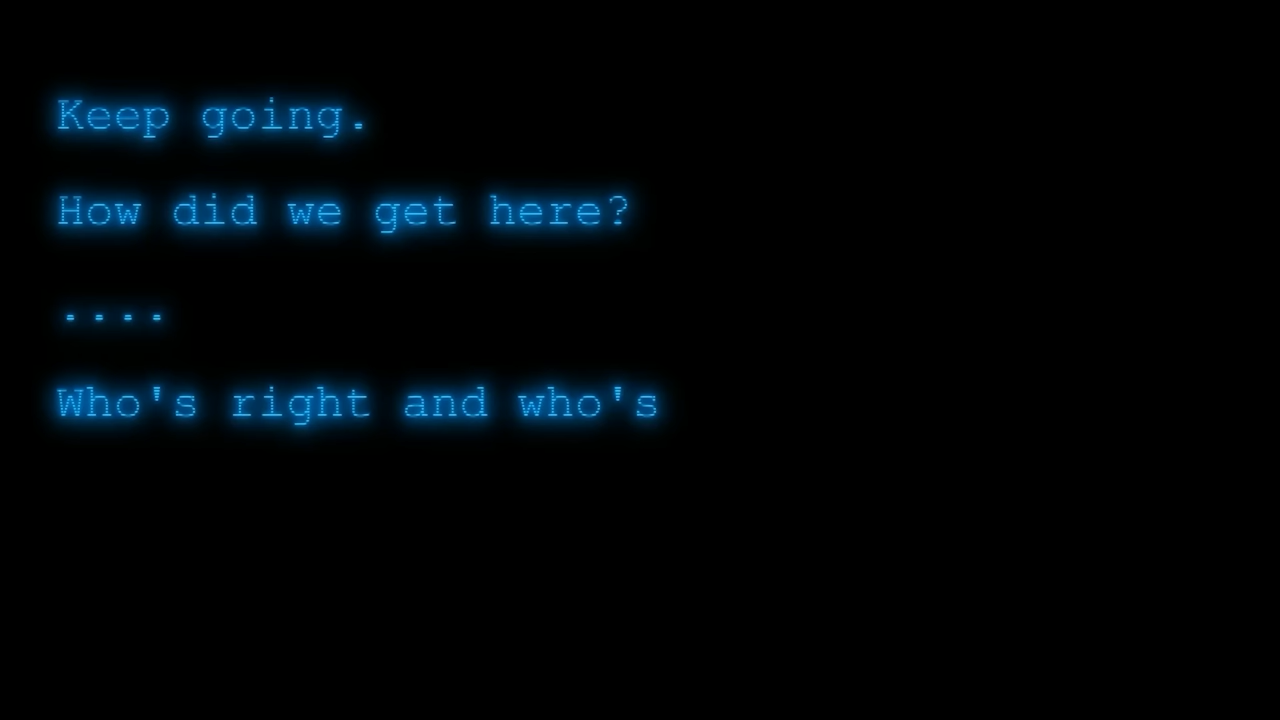 Keep going.
How did we get here?
....
Who's right and who's